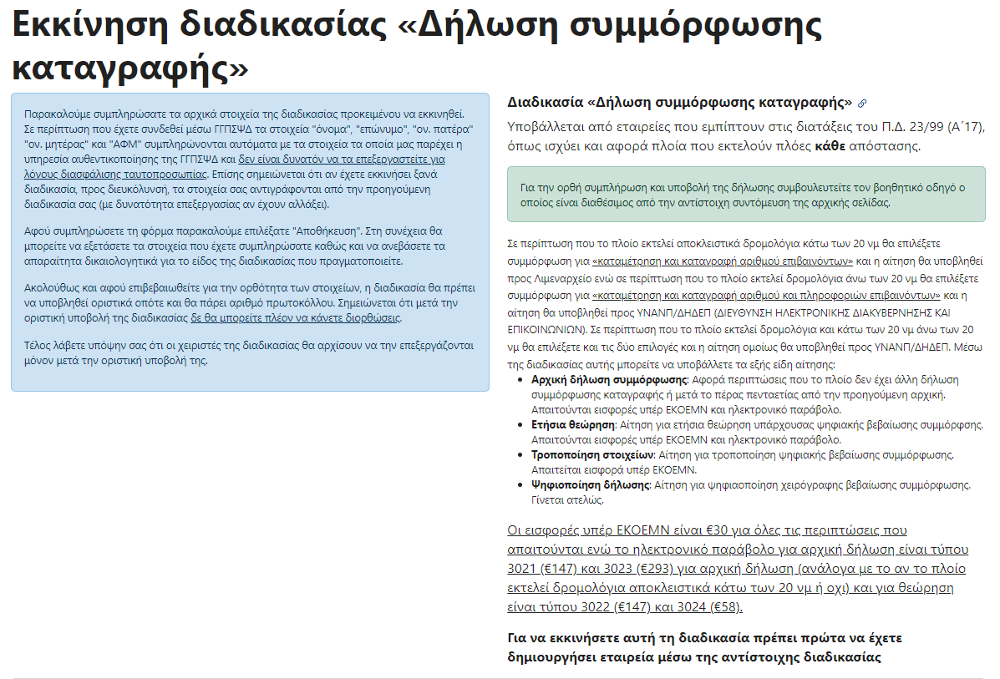 Εκκίνηση διαδικασίας «Δήλωση συμμόρφωσης
καταγραφής»
Παρακαλούμε συμπληρώσατε τα αρχικά στοιχεία της διαδικασίας προκειμένου να εκκινηθεί.
Σε περίπτωση που έχετε συνδεθεί μέσω ΓΓΠΣΨΔ τα στοιχεία "όνομα", "επώνυμο", "ον. πατέρα"
"ον. μητέρας" και "ΑΦΜ" συμπληρώνονται αυτόματα με τα στοιχεία τα οποία μας παρέχει η
υπηρεσία αυθεντικοποίησης της ΓΓΠΣΨΔ και δεν είναι δυνατόν να τα επεξεργαστείτε για
λόγους διασφάλισης ταυτοπροσωπίας. Επίσης σημειώνεται ότι αν έχετε εκκινήσει ξανά
διαδικασία, προς διευκόλυνσή, τα στοιχεία σας αντιγράφονται από την προηγούμενη
διαδικασία σας (με δυνατότητα επεξεργασίας αν έχουν αλλάξει).
Αφού συμπληρώσετε τη φόρμα παρακαλούμε επιλέξατε "Αποθήκευση". Στη συνέχεια θα
μπορείτε να εξετάσετε τα στοιχεία που έχετε συμπληρώσατε καθώς και να ανεβάσετε τα
απαραίτητα δικαιολογητικά για το είδος της διαδικασίας που πραγματοποιείτε.
Ακολούθως και αφού επιβεβαιωθείτε για την ορθότητα των στοιχείων, η διαδικασία θα πρέπει
να υποβληθεί οριστικά οπότε και θα πάρει αριθμό πρωτοκόλλου. Σημειώνεται ότι μετά την
οριστική υποβολή της διαδικασίας δε θα μπορείτε πλέον να κάνετε διορθώσεις.
Τέλος λάβετε υπόψην σας ότι οι χειριστές της διαδικασίας θα αρχίσουν να την επεξεργάζονται
μόνον μετά την οριστική υποβολή της.
Διαδικασία «Δήλωση συμμόρφωσης καταγραφής»
Υποβάλλεται από εταιρείες που εμπίπτουν στις διατάξεις του Π.Δ. 23/99 (Α΄17),
όπως ισχύει και αφορά πλοία που εκτελούν πλόες κάθε απόστασης.
Για την ορθή συμπλήρωση και υποβολή της δήλωσης συμβουλευτείτε τον βοηθητικό οδηγό ο
οποίος είναι διαθέσιμος από την αντίστοιχη συντόμευση της αρχικής σελίδας.
Σε περίπτωση που το πλοίο εκτελεί αποκλειστικά δρομολόγια κάτω των 20 νμ θα επιλέξετε
συμμόρφωση για «καταμέτρηση και καταγραφή αριθμού επιβαινόντων» και η αίτηση θα υποβληθεί
προς Λιμεναρχείο ενώ σε περίπτωση που το πλοίο εκτελεί δρομολόγια άνω των 20 νμ θα επιλέξετε
συμμόρφωση για «καταμέτρηση και καταγραφή αριθμού και πληροφοριών επιβαινόντων» και η
αίτηση θα υποβληθεί προς ΥΝΑΝΠ/ΔΗΔΕΠ (ΔΙΕΥΘΥΝΣΗ ΗΛΕΚΤΡΟΝΙΚΗΣ ΔΙΑΚΥΒΕΡΝΗΣΗΣ ΚΑΙ
ΕΠΙΚΟΙΝΩΝΙΩΝ). Σε περίπτωση που το πλοίο εκτελεί δρομολόγια και κάτω των 20 νμ άνω των 20
νμ θα επιλέξετε και τις δύο επιλογές και η αίτηση ομοίως θα υποβληθεί προς ΥΝΑΝΠ/ΔΗΔΕΠ. Μέσω
της διαδικασίας αυτής μπορείτε να υποβάλλετε τα εξής είδη αίτησης:
• Αρχική δήλωση συμμόρφωσης: Αφορά περιπτώσεις που το πλοίο δεν έχει άλλη δήλωση
συμμόρφωσης καταγραφής ή μετά το πέρας πενταετίας από την προηγούμενη αρχική.
Απαιτούνται εισφορές υπέρ ΕΚΟΕΜΝ και ηλεκτρονικό παράβολο.
• Ετήσια θεώρηση: Αίτηση για ετήσια θεώρηση υπάρχουσας ψηφιακής βεβαίωσης συμμόρφσης.
Απαιτούνται εισφορές υπέρ ΕΚΟΕΜΝ και ηλεκτρονικό παράβολο.
• Τροποποίηση στοιχείων: Αίτηση για τροποποίηση ψηφιακής βεβαίωσης συμμόρφωσης.
Απαιτείται εισφορά υπέρ ΕΚΟΕΜΝ.
• Ψηφιοποίηση δήλωσης: Αίτηση για ψηφιαοποίηση χειρόγραφης βεβαίωσης συμμόρφωσης.
Γίνεται ατελώς.
Οι εισφορές υπέρ ΕΚΟΕΜΝ είναι €30 για όλες τις περιπτώσεις που
απαιτούνται ενώ το ηλεκτρονικό παράβολο για αρχική δήλωση είναι τύπου
3021 (€147) και 3023 (€293) για αρχική δήλωση (ανάλογα με το αν το πλοίο
εκτελεί δρομολόγια αποκλειστικά κάτω των 20 νμ ή οχι) και για θεώρηση
είναι τύπου 3022 (€147) και 3024 (€58).
Για να εκκινήσετε αυτή τη διαδικασία πρέπει πρώτα να έχετε
δημιουργήσει εταιρεία μέσω της αντίστοιχης διαδικασίας